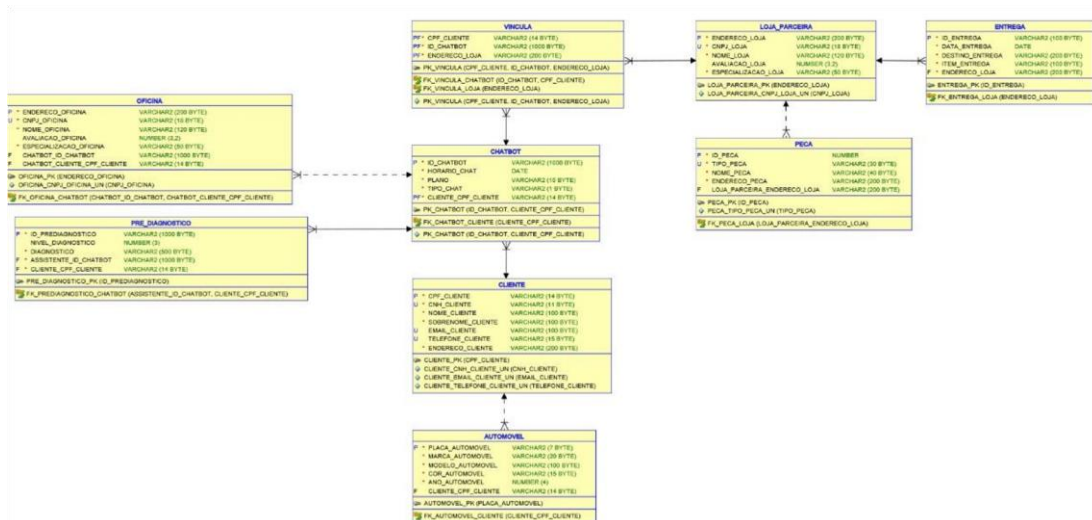 VINCULA
PF* CPF_CLIENTE VARCHAR2 (14 BYTE)
PF* ID_CHATBOT VARCHAR2 (1000 BYTE)
PF* ENDERECO_LOJA VARCHAR2 (200 BYTE)
PK_VINCULA (CPF_CLIENTE, ID_CHATBOT, ENDERECO_LOJA)
FK_VINCULA_CHATBOT (ID_CHATBOT, CPF_CLIENTE)
FK_VINCULA_LOJA (ENDERECO_LOJA)
PK_VINCULA (CPF_CLIENTE, ID_CHATBOT, ENDERECO_LOJA)
LOJA_PARCEIRA
P * ENDERECO_LOJA VARCHAR2 (200 BYTE)
U * CNPJ_LOJA VARCHAR2 (18 BYTE)
* NOME_LOJA VARCHAR2 (120 BYTE)
AVALIACAO_LOJA NUMBER (3,2)
* ESPECIALIZACAO_LOJA VARCHAR2 (50 BYTE)
LOJA_PARCEIRA_PK (ENDERECO_LOJA)
LOJA_PARCEIRA_CNPJ_LOJA_UN (CNPJ_LOJA)
ENTREGA
P * ID_ENTREGA VARCHAR2 (100 BYTE)
* DATA_ENTREGA DATE
* DESTINO_ENTREGA VARCHAR2 (200 BYTE)
* ITEM_ENTREGA VARCHAR2 (200 BYTE)
F * ENDERECO_LOJA VARCHAR2 (200 BYTE)
ENTREGA_PK (ID_ENTREGA)
FK_ENTREGA_LOJA (ENDERECO_LOJA)
OFICINA
P * ENDERECO_OFICINA VARCHAR2 (200 BYTE)
U * CNPJ_OFICINA VARCHAR2 (18 BYTE)
* NOME_OFICINA VARCHAR2 (120 BYTE)
AVALIACAO_OFICINA NUMBER (3,2)
* ESPECIALIZACAO_OFICINA VARCHAR2 (50 BYTE)
F CHATBOT_ID_CHATBOT VARCHAR2 (1000 BYTE)
F CHATBOT_CLIENTE_CPF_CLIENTE VARCHAR2 (14 BYTE)
OFICINA_PK (ENDERECO_OFICINA)
OFICINA_CNPJ_OFICINA_UN (CNPJ_OFICINA)
FK_OFICINA_CHATBOT (CHATBOT_ID_CHATBOT, CHATBOT_CLIENTE_CPF_CLIENTE)
CHATBOT
P * ID_CHATBOT VARCHAR2 (1000 BYTE)
* HORARIO_CHAT DATE
* PLANO VARCHAR2 (10 BYTE)
* TIPO_CHAT VARCHAR2 (1 BYTE)
PF* CLIENTE_CPF_CLIENTE VARCHAR2 (14 BYTE)
PK_CHATBOT (ID_CHATBOT, CLIENTE_CPF_CLIENTE)
FK_CHATBOT_CLIENTE (CLIENTE_CPF_CLIENTE)
PK_CHATBOT (ID_CHATBOT, CLIENTE_CPF_CLIENTE)
PECA
P * ID_PECA NUMBER
U * TIPO_PECA VARCHAR2 (30 BYTE)
* NOME_PECA VARCHAR2 (40 BYTE)
* ENDERECO_PECA VARCHAR2 (200 BYTE)
F LOJA_PARCEIRA_ENDERECO_LOJA VARCHAR2 (200 BYTE)
PECA_PK (ID_PECA)
PECA_TIPO_PECA_UN (TIPO_PECA)
FK_PECA_LOJA (LOJA_PARCEIRA_ENDERECO_LOJA)
PRE_DIAGNOSTICO
P * ID_PREDIAGNOSTICO VARCHAR2 (1000 BYTE)
NIVEL_DIAGNOSTICO NUMBER (3)
* DIAGNOSTICO VARCHAR2 (500 BYTE)
F * ASSISTENTE_ID_CHATBOT VARCHAR2 (1000 BYTE)
F * CLIENTE_CPF_CLIENTE VARCHAR2 (14 BYTE)
PRE_DIAGNOSTICO_PK (ID_PREDIAGNOSTICO)
FK_PREDIAGNOSTICO_CHATBOT (ASSISTENTE_ID_CHATBOT, CLIENTE_CPF_CLIENTE)
CLIENTE
P * CPF_CLIENTE VARCHAR2 (14 BYTE)
U * CNH_CLIENTE VARCHAR2 (11 BYTE)
* NOME_CLIENTE VARCHAR2 (100 BYTE)
* SOBRENOME_CLIENTE VARCHAR2 (100 BYTE)
U EMAIL_CLIENTE VARCHAR2 (100 BYTE)
U TELEFONE_CLIENTE VARCHAR2 (15 BYTE)
* ENDERECO_CLIENTE VARCHAR2 (200 BYTE)
CLIENTE_PK (CPF_CLIENTE)
CLIENTE_CNH_CLIENTE_UN (CNH_CLIENTE)
CLIENTE_EMAIL_CLIENTE_UN (EMAIL_CLIENTE)
CLIENTE_TELEFONE_CLIENTE_UN (TELEFONE_CLIENTE)
AUTOMOVEL
P * PLACA_AUTOMOVEL VARCHAR2 (7 BYTE)
* MARCA_AUTOMOVEL VARCHAR2 (20 BYTE)
* MODELO_AUTOMOVEL VARCHAR2 (100 BYTE)
* COR_AUTOMOVEL VARCHAR2 (15 BYTE)
* ANO_AUTOMOVEL NUMBER (4)
F CLIENTE_CPF_CLIENTE VARCHAR2 (14 BYTE)
AUTOMOVEL_PK (PLACA_AUTOMOVEL)
FK_AUTOMOVEL_CLIENTE (CLIENTE_CPF_CLIENTE)